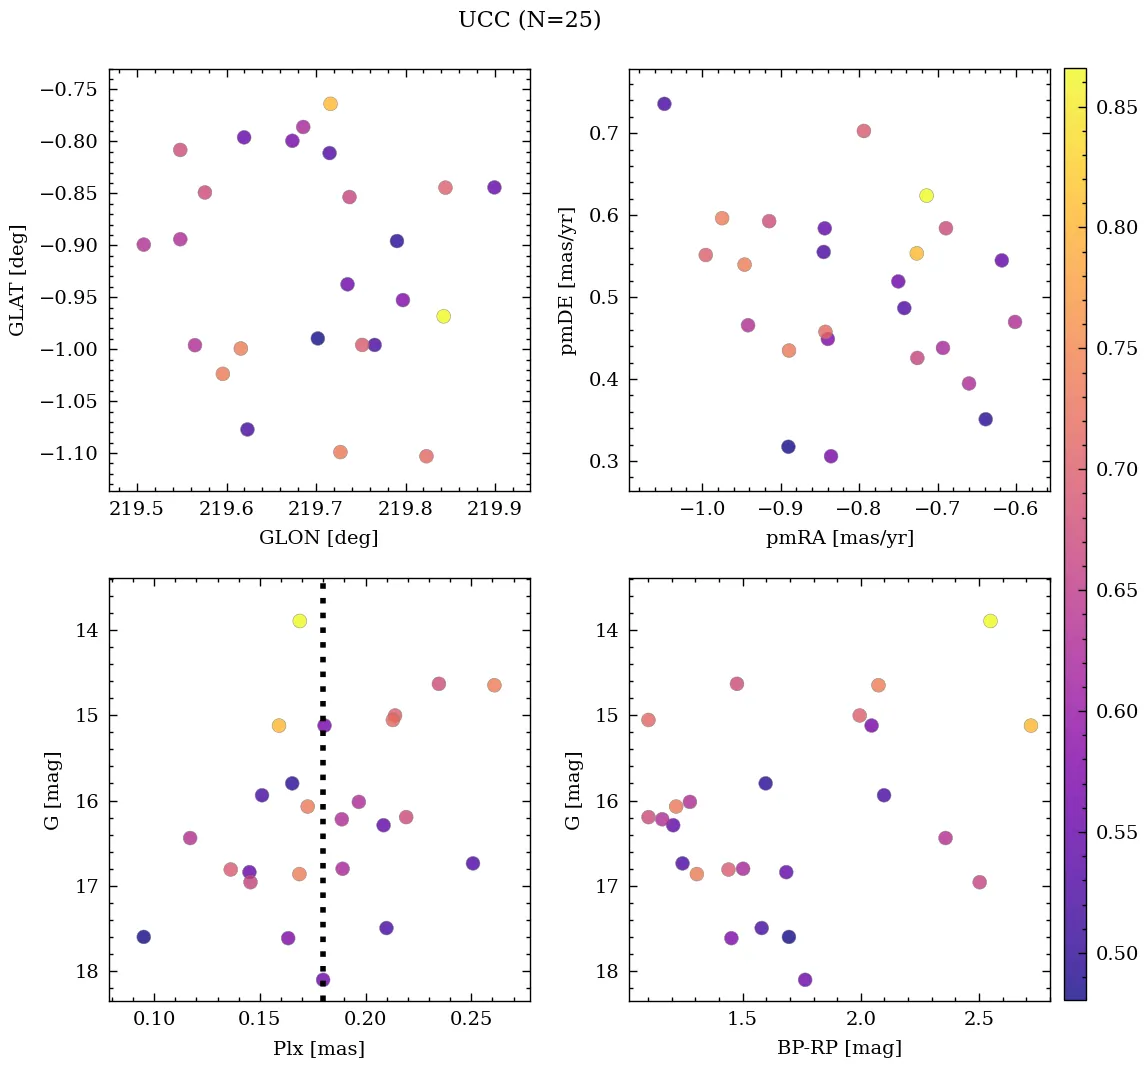 UCC (N=25)
−0.75
−0.80
−0.85
−0.90
−0.95
−1.00
−1.05
−1.10
GLAT [deg]
219.5 219.6 219.7 219.8 219.9
GLON [deg]
0.7
0.6
0.5
0.4
0.3
pmDE [mas/yr]
−1.0 −0.9 −0.8 −0.7 −0.6
pmRA [mas/yr]
14
15
16
17
18
G [mag]
0.10 0.15 0.20 0.25
Plx [mas]
14
15
16
17
18
G [mag]
1.5 2.0 2.5
BP-RP [mag]
0.85
0.80
0.75
0.70
0.65
0.60
0.55
0.50